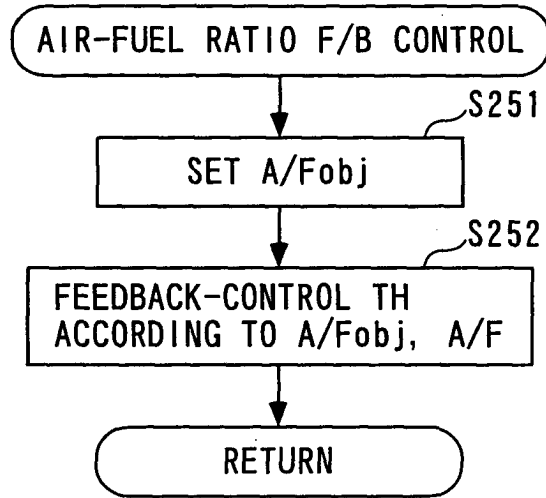 AIR-FUEL RATIO F/B CONTROL
S251
SET A/Fobj
S252
FEEDBACK-CONTROL TH
ACCORDING TO A/Fobj, A/F
RETURN